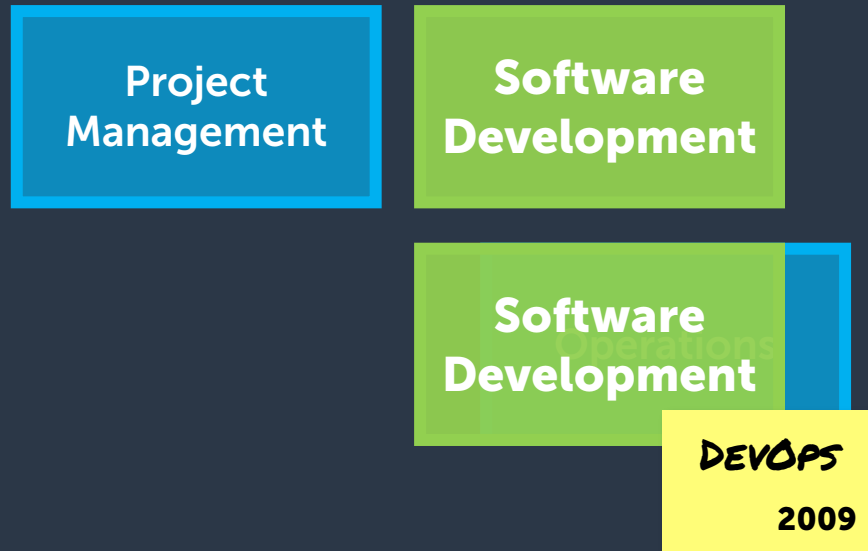 Project
Management
Software
Development
Software
Operations
Development
DevOps
2009